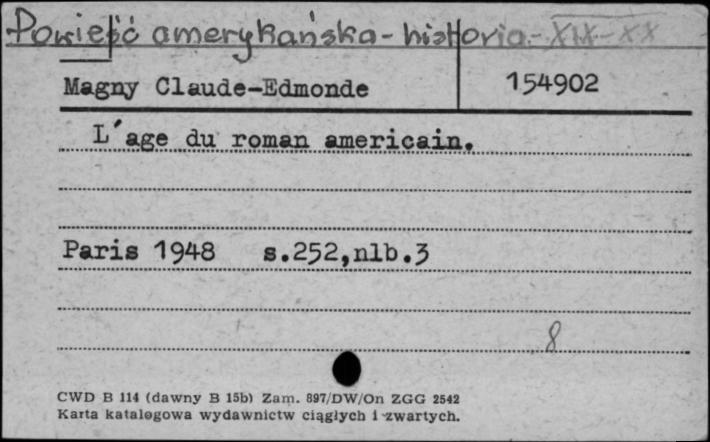 Powieść amerykańska - historia - XIX - XX
Magny Claude-Edmonde 154902
L'age du roman americain.
Paris 1948 s.252,nlb.3
8
CWD B 114 (dawny B 15b) Zam. 897/DW/On ZGG 2542
Karta katalogowa wydawnictw ciągłych i zwartych.